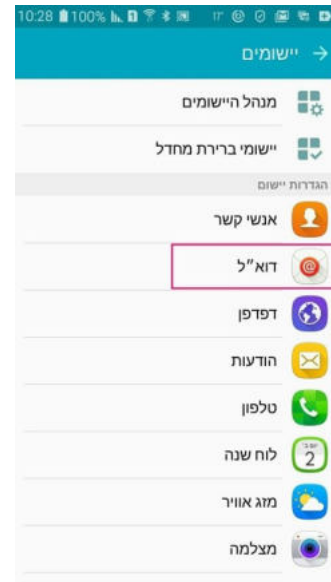 10:28 100%
יישומים
מנהל היישומים
יישומי ברירת מחדל
הגדרות יישום
אנשי קשר
דוא״ל
דפדפן
הודעות
טלפון
לוח שנה
2
מזג אוויר
מצלמה